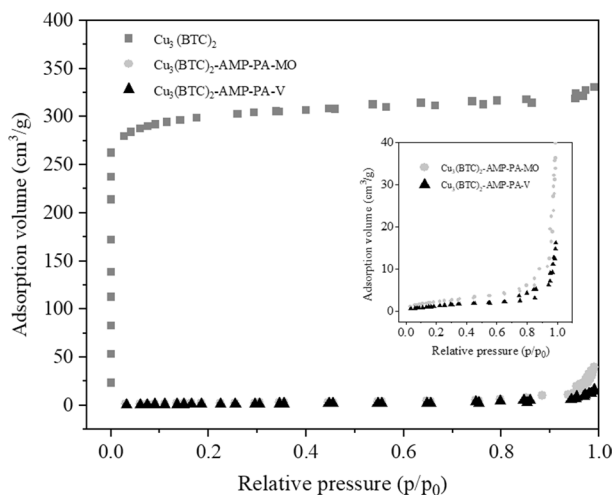 400
350
300
250
200
150
100
50
0
Adsorption volume (cm³/g)
Cu₃ (BTC)₂
Cu₃(BTC)₂-AMP-PA-MO
Cu₃(BTC)₂-AMP-PA-V
40
30
20
10
0
Adsorption volume (cm³/g)
Cu₃(BTC)₂-AMP-PA-MO
Cu₃(BTC)₂-AMP-PA-V
0.0 0.2 0.4 0.6 0.8 1.0
Relative pressure (p/p₀)
0.0 0.2 0.4 0.6 0.8 1.0
Relative pressure (p/p₀)